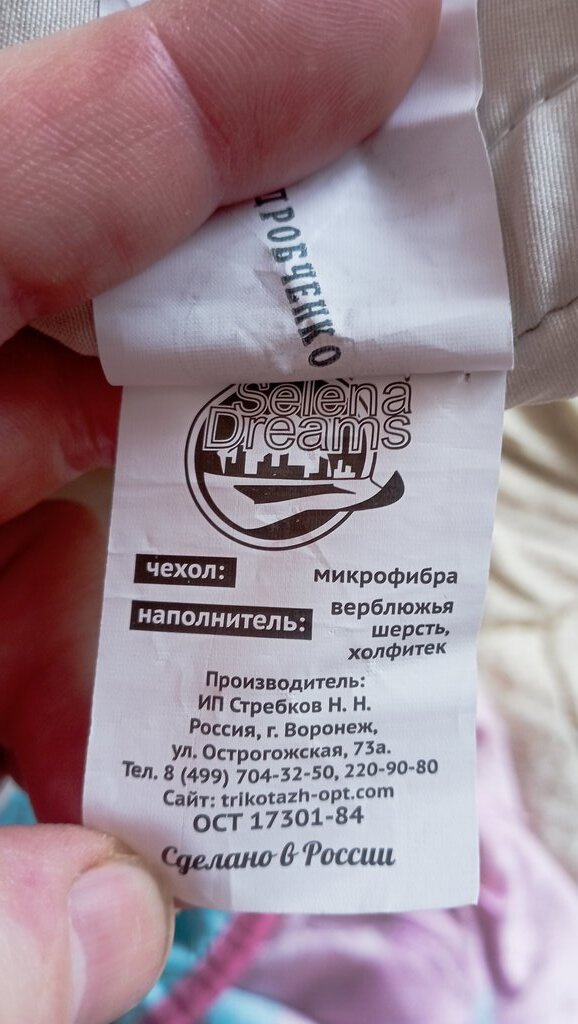 ДРОБЧЕНКО
Selena
Dreams
чехол: микрофибра
наполнитель: верблюжья
шерсть,
холфитек
Производитель:
ИП Стребков Н. Н.
Россия, г. Воронеж,
ул. Острогожская, 73а.
Тел. 8 (499) 704-32-50, 220-90-80
Сайт: trikotazh-opt.com
ОСТ 17301-84
Сделано в России